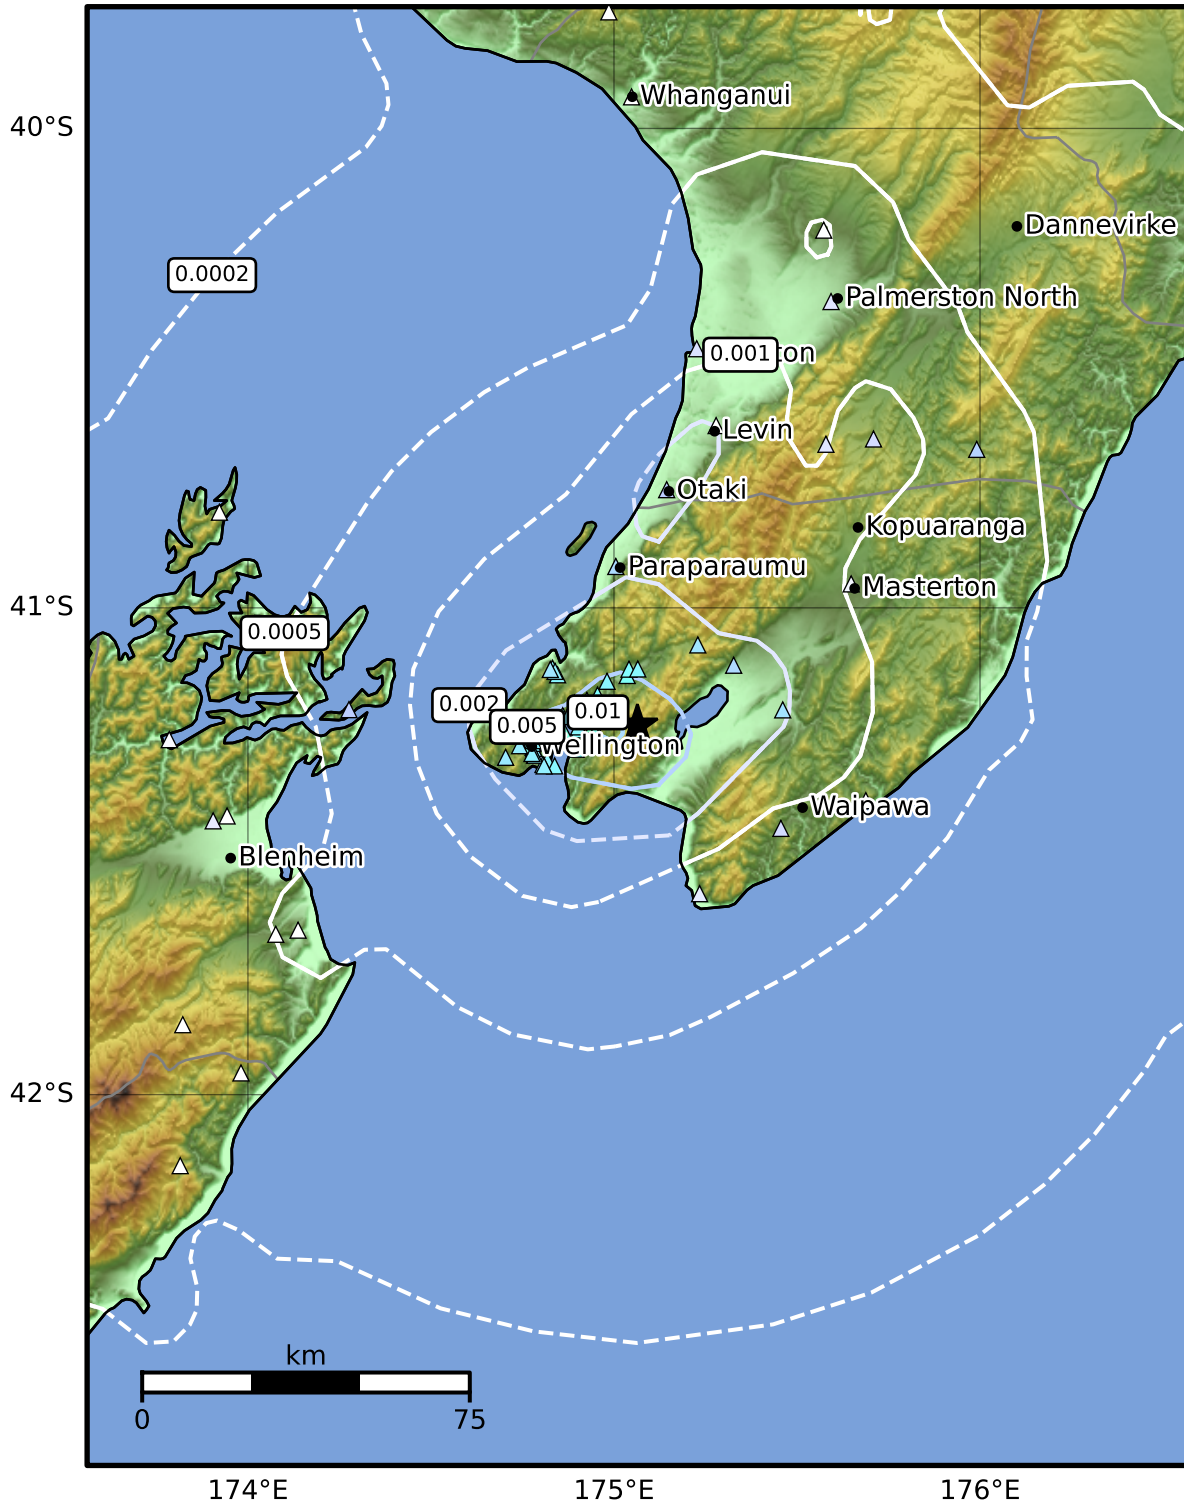 Whanganui
40°S
Dannevirke
0.0002
Palmerston North
0.001
ton
Levin
Otaki
Kopuaranga
Paraparaumu
Masterton
41°S
0.0005
0.002
0.01
0.005
Wellington
Waipawa
Blenheim
42°S
km
0
75
174°E
175°E
176°E